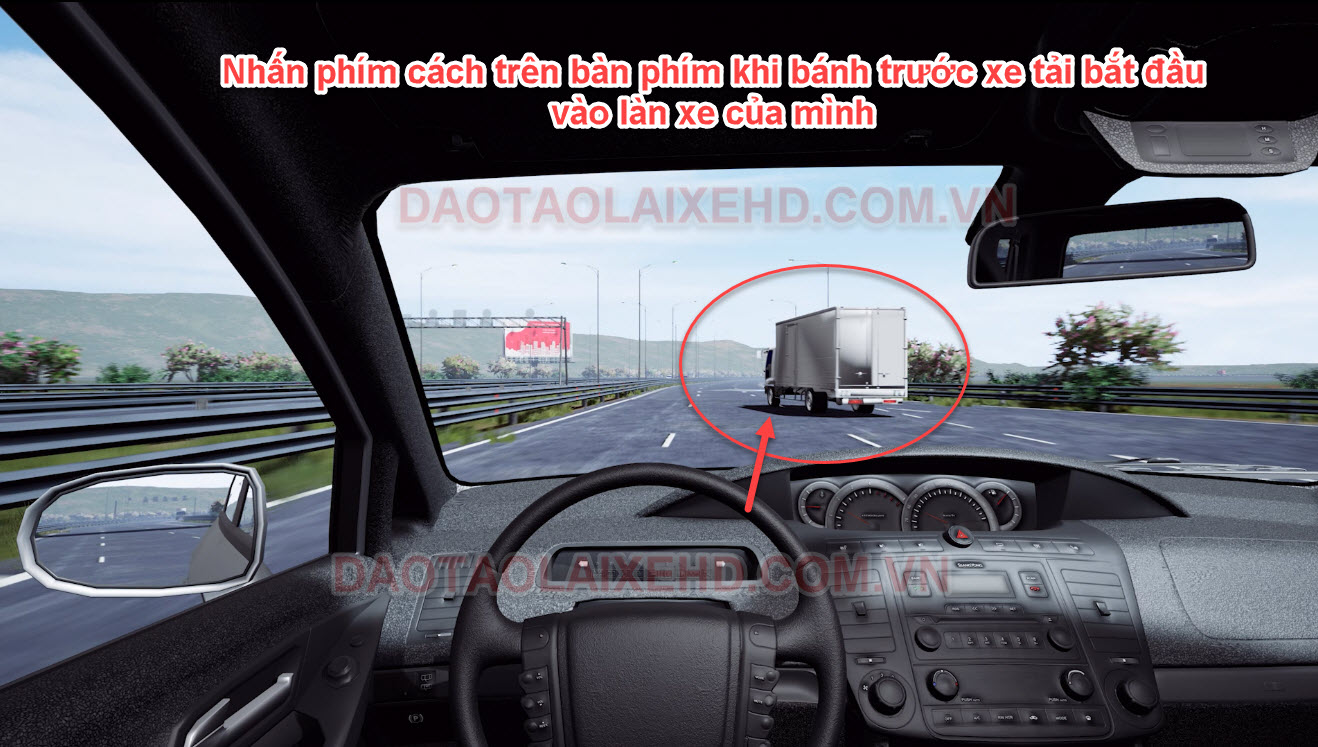 Nhấn phím cách trên bàn phím khi bánh trước xe tải bắt đầu
vào làn xe của mình
DAOTAOLAIXEHD.COM.VN
DAOTAOLAIXEHD.COM.VN